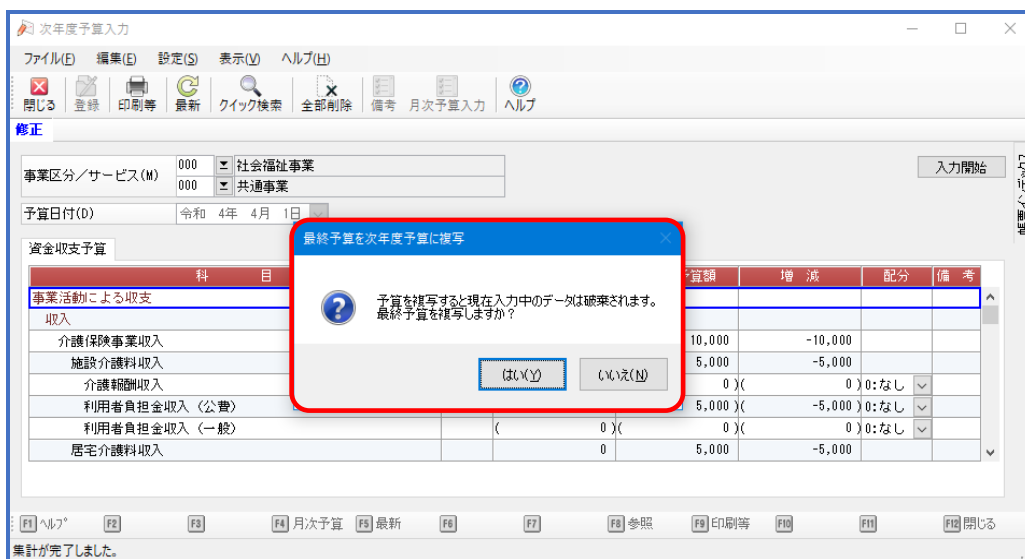 次年度予算入力
ファイル(F) 編集(E) 設定(S) 表示(V) ヘルプ(H)
閉じる 登録 印刷等 最新 クイック検索 全部削除 備考 月次予算入力 ヘルプ
修正
事業区分/サービス(M) 000 社会福祉事業 入力開始
000 共通事業
予算日付(D) 令和 4年 4月 1日
資金収支予算
最終予算を次年度予算に複写
予算を複写すると現在入力中のデータは破棄されます。
最終予算を複写しますか?
はい(Y) いいえ(N)
科 目 算額 増 減 配分 備 考
事業活動による収支
収入
介護保険事業収入 10,000 -10,000
施設介護料収入 5,000 -5,000
介護報酬収入 0 )( 0 ) 0:なし
利用者負担金収入(公費) 5,000 )( -5,000 ) 0:なし
利用者負担金収入(一般) ( 0 )( 0 )( 0 ) 0:なし
居宅介護料収入 0 5,000 -5,000
F1 ヘルプ F2 F3 F4 月次予算 F5 最新 F6 F7 F8 参照 F9 印刷等 F10 F11 F12 閉じる
集計が完了しました。